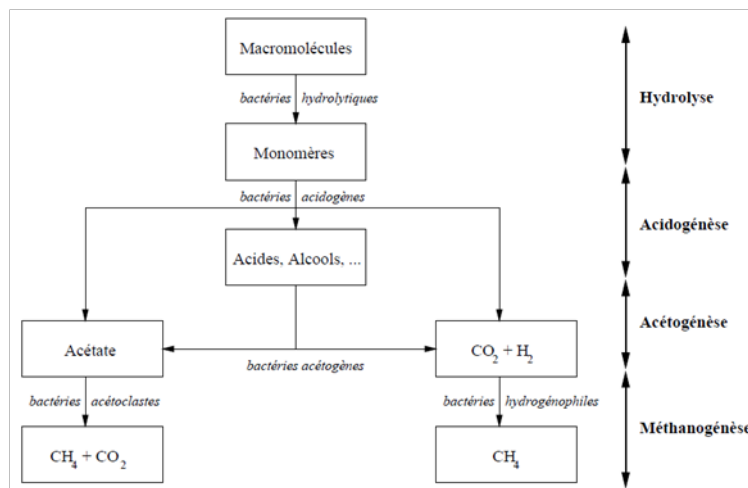 Macromolécules
bactéries hydrolytiques
Hydrolyse
Monomères
bactéries acidogènes
Acidogénèse
Acides, Alcools, ...
Acétogénèse
Acétate
CO₂ + H₂
bactéries acétogènes
bactéries acétoclastes
bactéries hydrogénophiles
Méthanogénèse
CH₄ + CO₂
CH₄